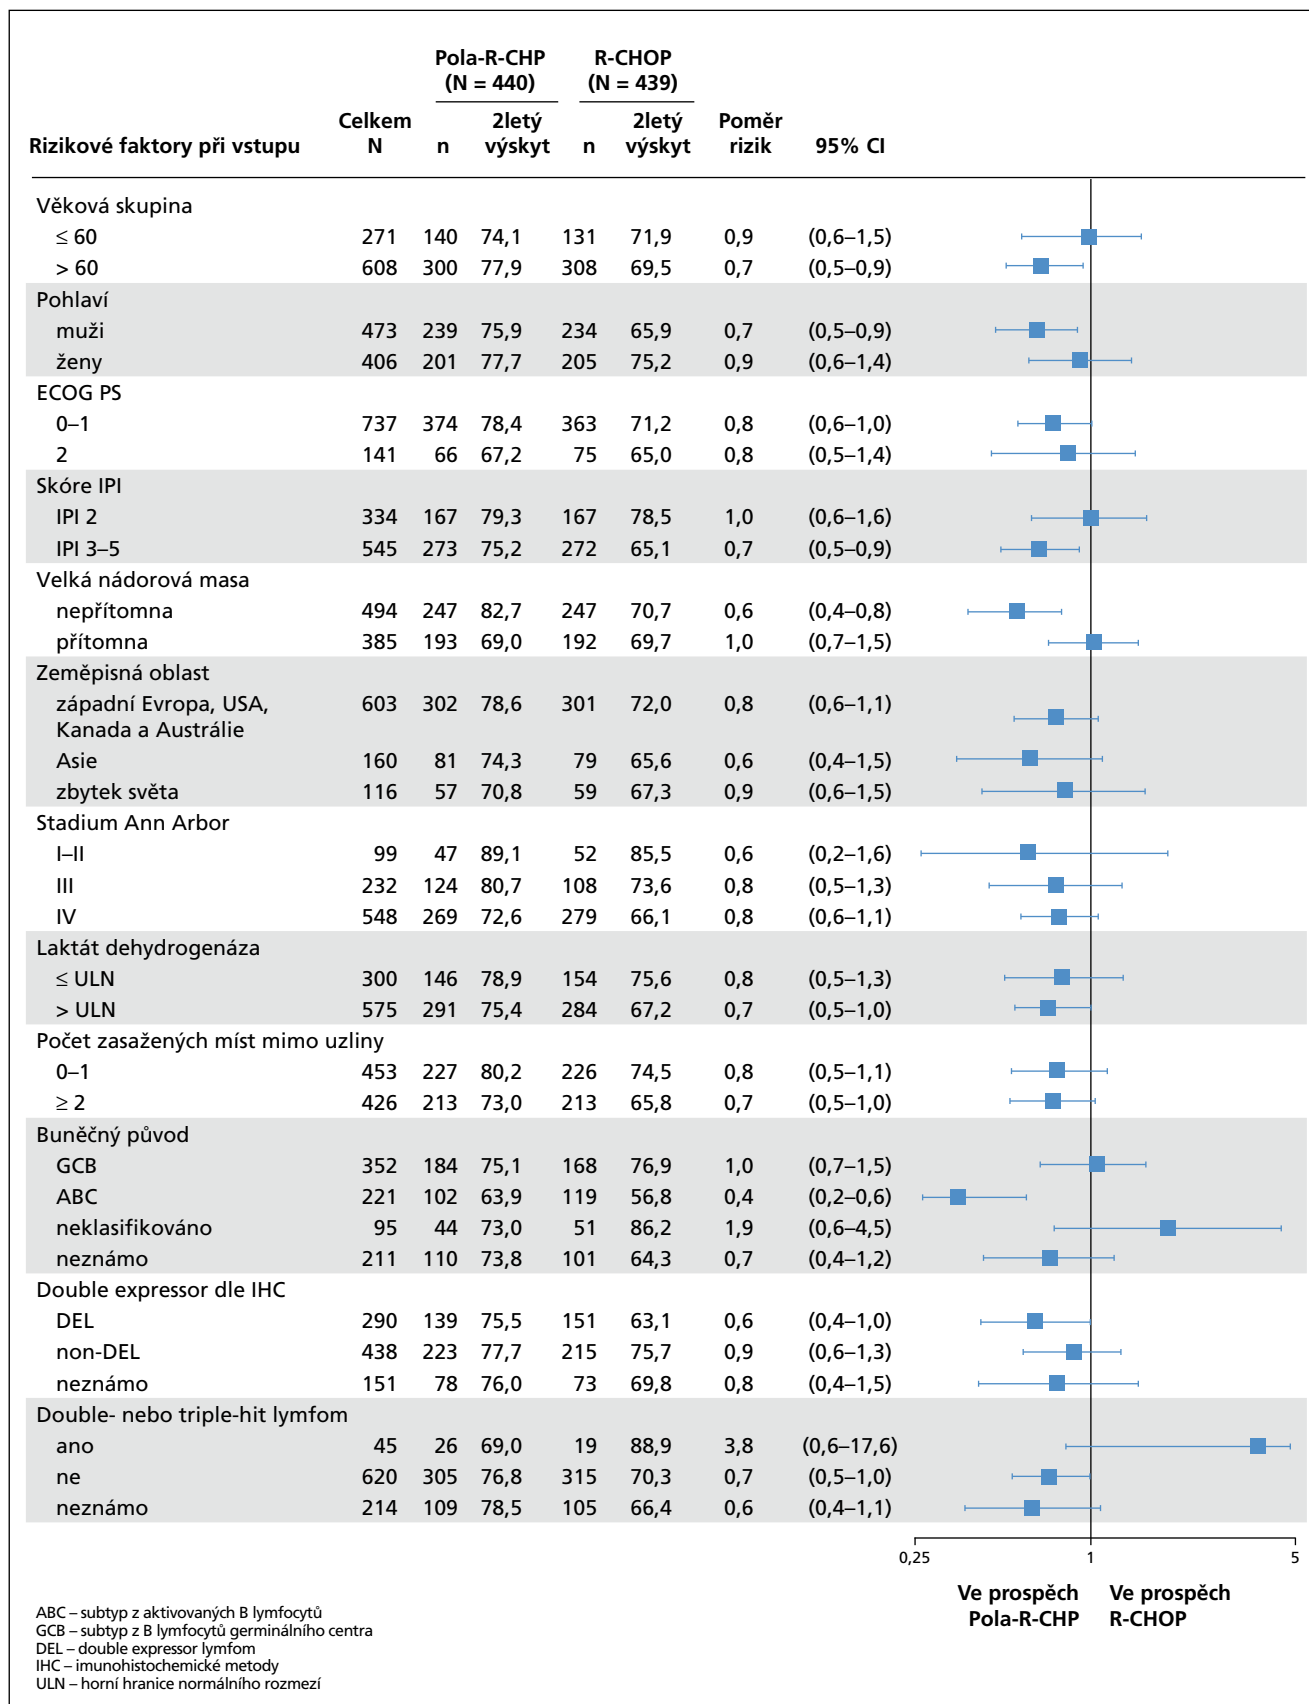 Pola-R-CHP (N = 440) R-CHOP (N = 439)
Rizikové faktory při vstupu Celkem N n 2letý výskyt n 2letý výskyt Poměr rizik 95% CI
Věková skupina
≤ 60 271 140 74,1 131 71,9 0,9 (0,6–1,5)
> 60 608 300 77,9 308 69,5 0,7 (0,5–0,9)
Pohlaví
muži 473 239 75,9 234 65,9 0,7 (0,5–0,9)
ženy 406 201 77,7 205 75,2 0,9 (0,6–1,4)
ECOG PS
0–1 737 374 78,4 363 71,2 0,8 (0,6–1,0)
2 141 66 67,2 75 65,0 0,8 (0,5–1,4)
Skóre IPI
IPI 2 334 167 79,3 167 78,5 1,0 (0,6–1,6)
IPI 3–5 545 273 75,2 272 65,1 0,7 (0,5–0,9)
Velká nádorová masa
nepřítomna 494 247 82,7 247 70,7 0,6 (0,4–0,8)
přítomna 385 193 69,0 192 69,7 1,0 (0,7–1,5)
Zeměpisná oblast
západní Evropa, USA, 603 302 78,6 301 72,0 0,8 (0,6–1,1)
Kanada a Austrálie
Asie 160 81 74,3 79 65,6 0,6 (0,4–1,5)
zbytek světa 116 57 70,8 59 67,3 0,9 (0,6–1,5)
Stadium Ann Arbor
I–II 99 47 89,1 52 85,5 0,6 (0,2–1,6)
III 232 124 80,7 108 73,6 0,8 (0,5–1,3)
IV 548 269 72,6 279 66,1 0,8 (0,6–1,1)
Laktát dehydrogenáza
≤ ULN 300 146 78,9 154 75,6 0,8 (0,5–1,3)
> ULN 575 291 75,4 284 67,2 0,7 (0,5–1,0)
Počet zasažených míst mimo uzliny
0–1 453 227 80,2 226 74,5 0,8 (0,5–1,1)
≥ 2 426 213 73,0 213 65,8 0,7 (0,5–1,0)
Buněčný původ
GCB 352 184 75,1 168 76,9 1,0 (0,7–1,5)
ABC 221 102 63,9 119 56,8 0,4 (0,2–0,6)
neklasifikováno 95 44 73,0 51 86,2 1,9 (0,6–4,5)
neznámo 211 110 73,8 101 64,3 0,7 (0,4–1,2)
Double expressor dle IHC
DEL 290 139 75,5 151 63,1 0,6 (0,4–1,0)
non-DEL 438 223 77,7 215 75,7 0,9 (0,6–1,3)
neznámo 151 78 76,0 73 69,8 0,8 (0,4–1,5)
Double- nebo triple-hit lymfom
ano 45 26 69,0 19 88,9 3,8 (0,6–17,6)
ne 620 305 76,8 315 70,3 0,7 (0,5–1,0)
neznámo 214 109 78,5 105 66,4 0,6 (0,4–1,1)
0,25 1 5
Ve prospěch Ve prospěch
Pola-R-CHP R-CHOP
ABC – subtyp z aktivovaných B lymfocytů
GCB – subtyp z B lymfocytů germinálního centra
DEL – double expressor lymfom
IHC – imunohistochemické metody
ULN – horní hranice normálního rozmezí